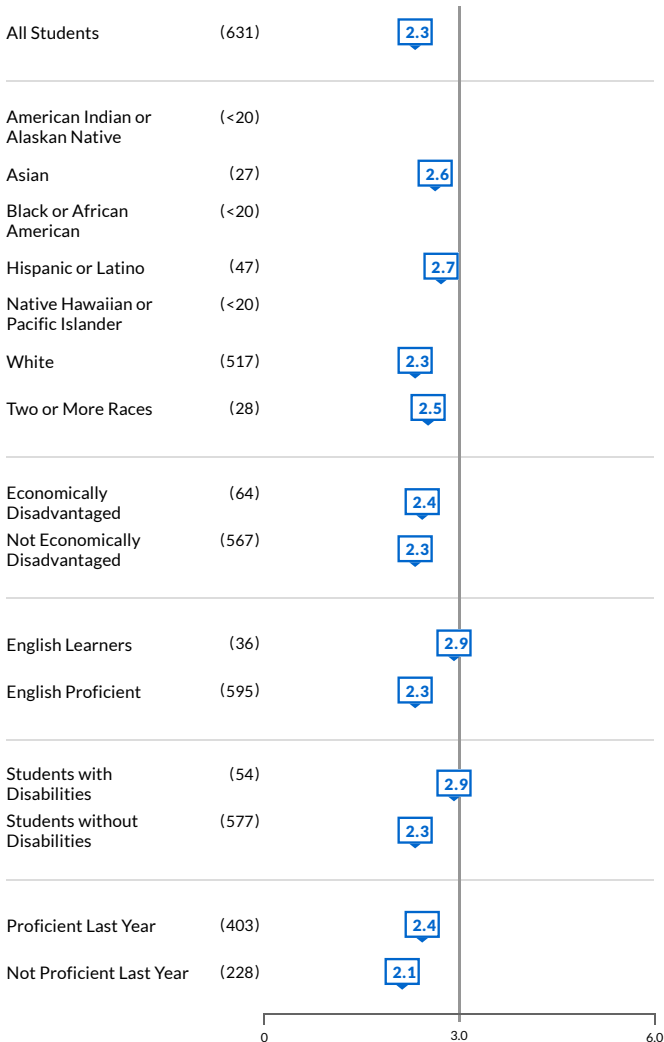 All Students (631) 2.3
American Indian or (<20)
Alaskan Native
Asian (27) 2.6
Black or African (<20)
American
Hispanic or Latino (47) 2.7
Native Hawaiian or (<20)
Pacific Islander
White (517) 2.3
Two or More Races (28) 2.5
Economically (64) 2.4
Disadvantaged
Not Economically (567) 2.3
Disadvantaged
English Learners (36) 2.9
English Proficient (595) 2.3
Students with (54) 2.9
Disabilities
Students without (577) 2.3
Disabilities
Proficient Last Year (403) 2.4
Not Proficient Last Year (228) 2.1
0 3.0 6.0